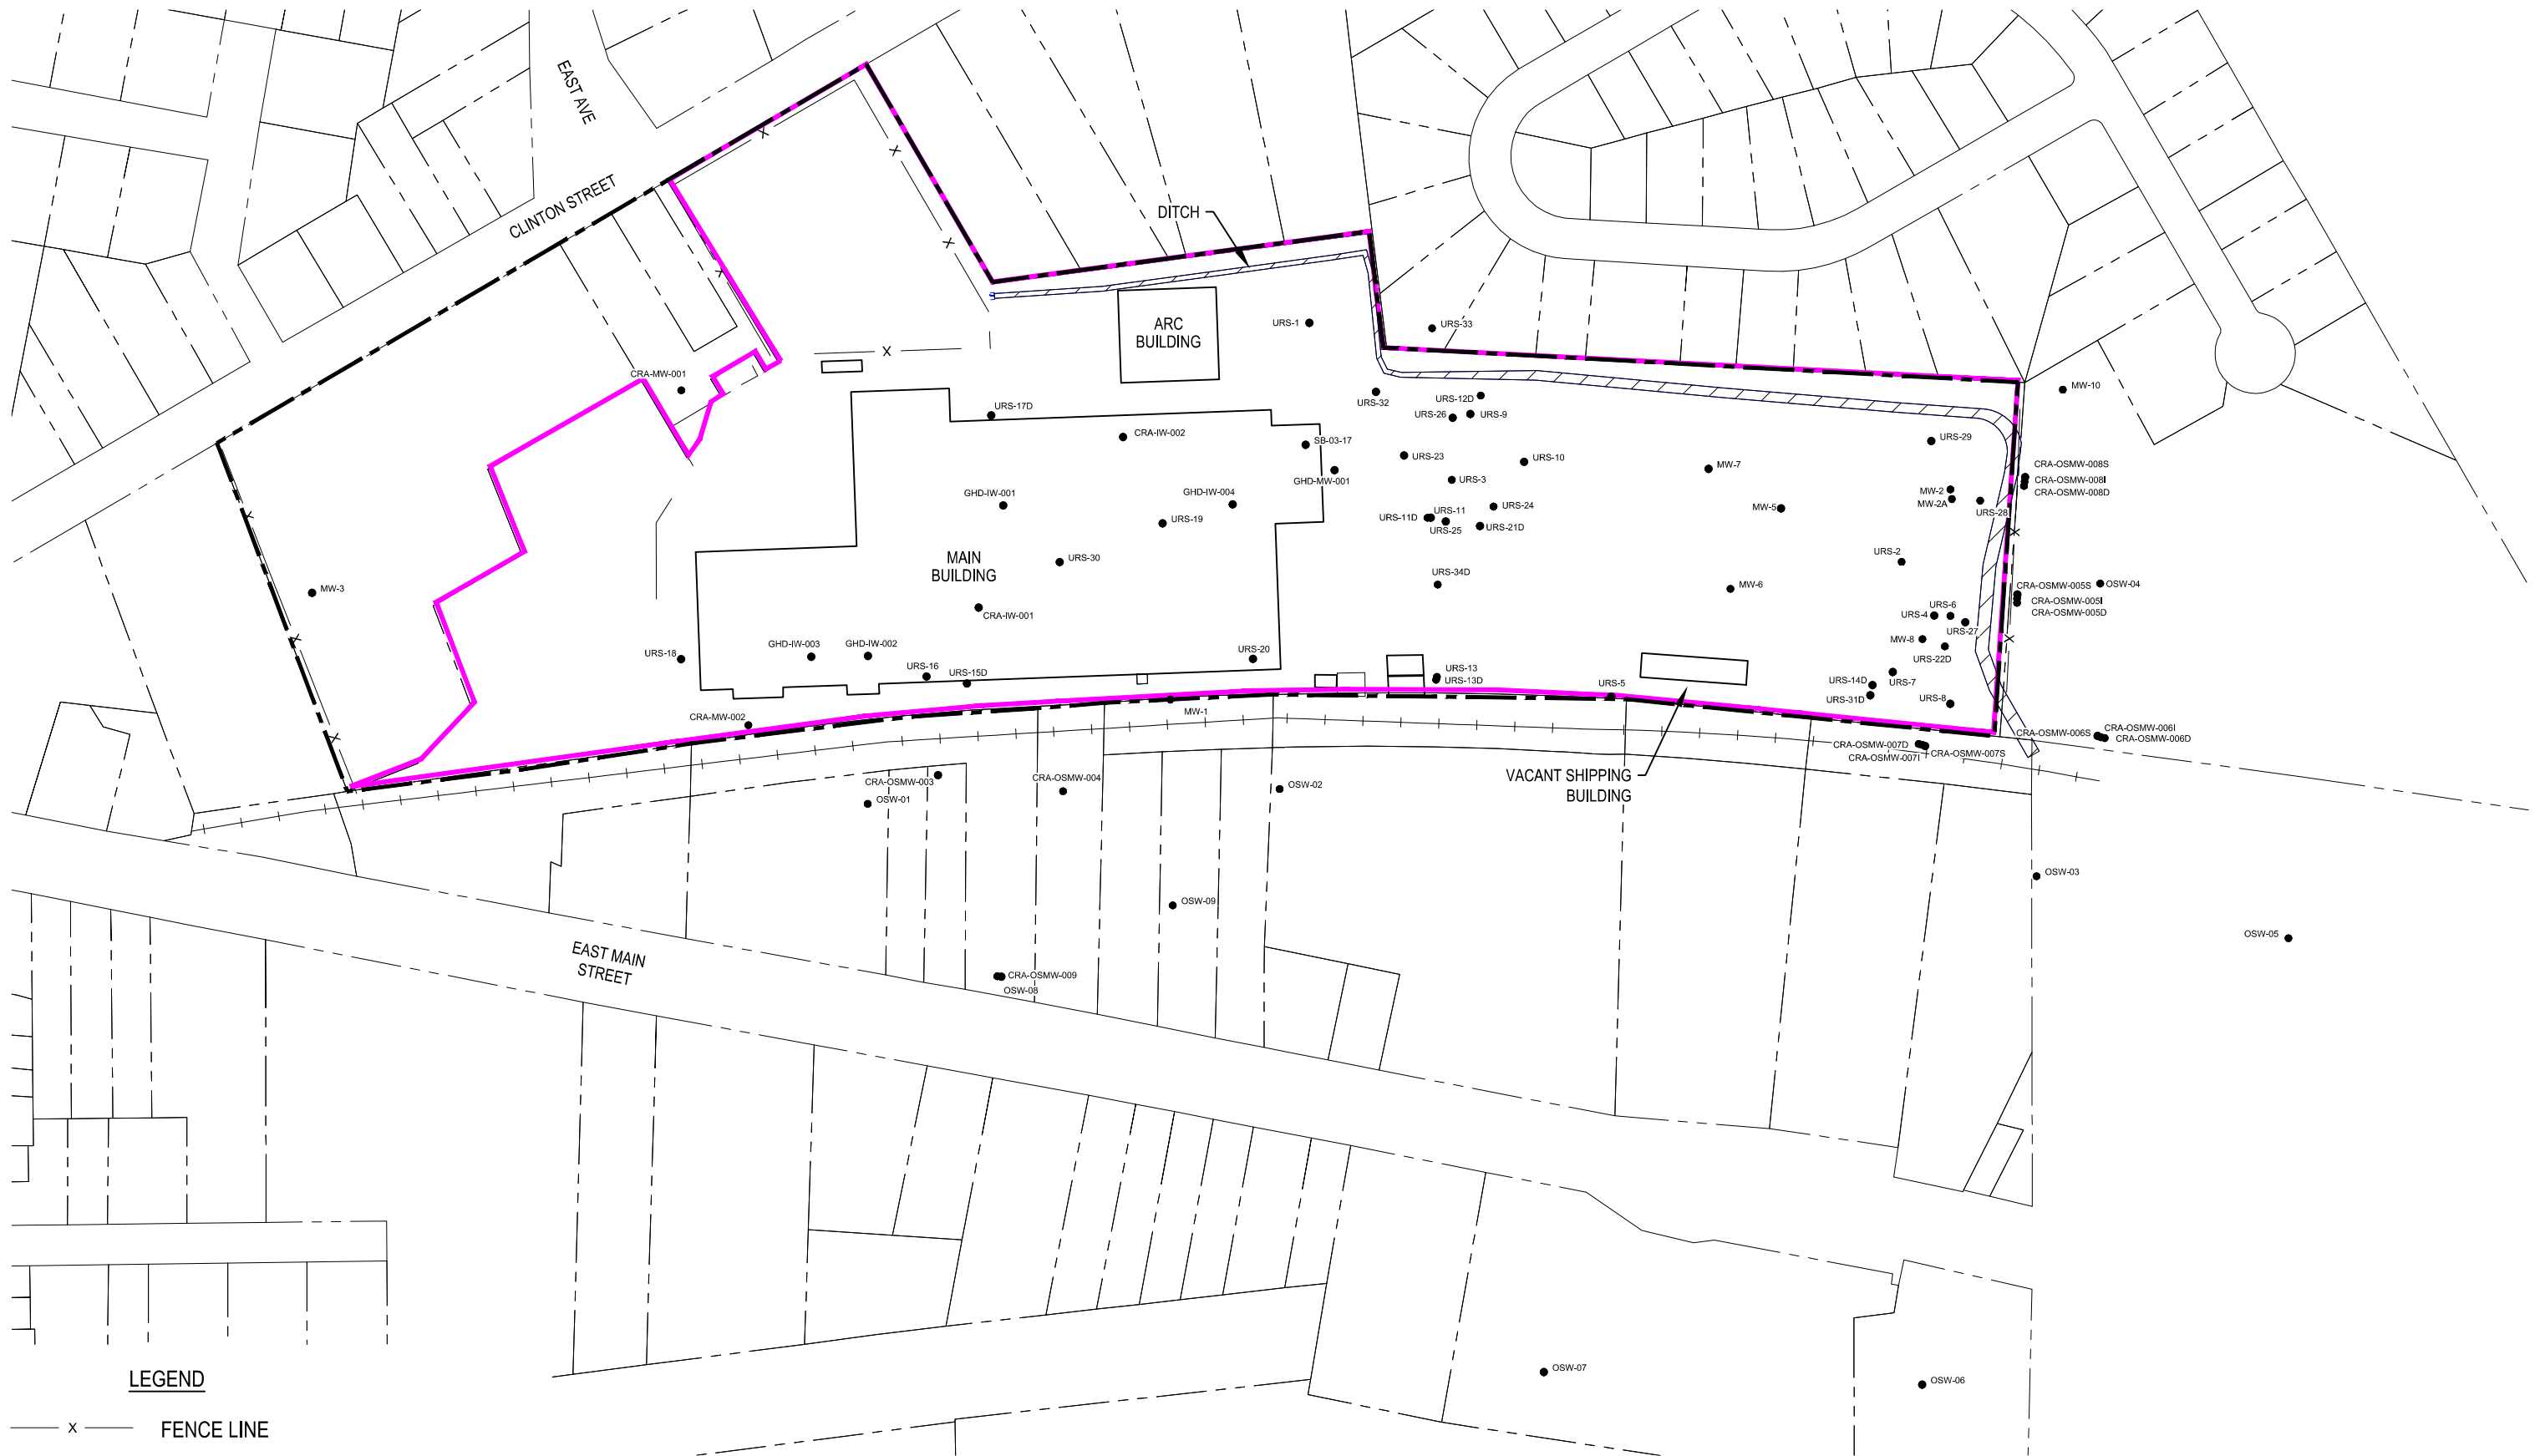 EAST AVE
CLINTON STREET
DITCH
ARC
BUILDING
URS-1
URS-33
CRA-MW-001
MW-10
URS-32
URS-12D
URS-26
URS-9
URS-17D
CRA-IW-002
SB-03-17
URS-29
URS-23
URS-10
MW-7
GHD-MW-001
URS-3
CRA-OSMW-008S
CRA-OSMW-008I
CRA-OSMW-008D
GHD-IW-001
GHD-IW-004
MW-2
MW-2A
URS-28
URS-24
MW-5
URS-11D
URS-11
URS-25
URS-21D
URS-19
MAIN
BUILDING
URS-30
URS-2
URS-34D
MW-6
CRA-OSMW-005S
OSW-04
CRA-OSMW-005I
CRA-OSMW-005D
MW-3
CRA-IW-001
URS-6
URS-4
URS-27
MW-8
URS-22D
GHD-IW-003
GHD-IW-002
URS-18
URS-20
URS-16
URS-15D
URS-13
URS-13D
URS-7
URS-14D
URS-31D
URS-5
URS-8
MW-1
CRA-MW-002
CRA-OSMW-006I
CRA-OSMW-006S
CRA-OSMW-006D
CRA-OSMW-007D
CRA-OSMW-007S
CRA-OSMW-007I
VACANT SHIPPING
BUILDING
CRA-OSMW-003
CRA-OSMW-004
OSW-02
OSW-01
OSW-03
OSW-09
OSW-05
EAST MAIN
STREET
CRA-OSMW-009
OSW-08
OSW-07
OSW-06
LEGEND
X FENCE LINE